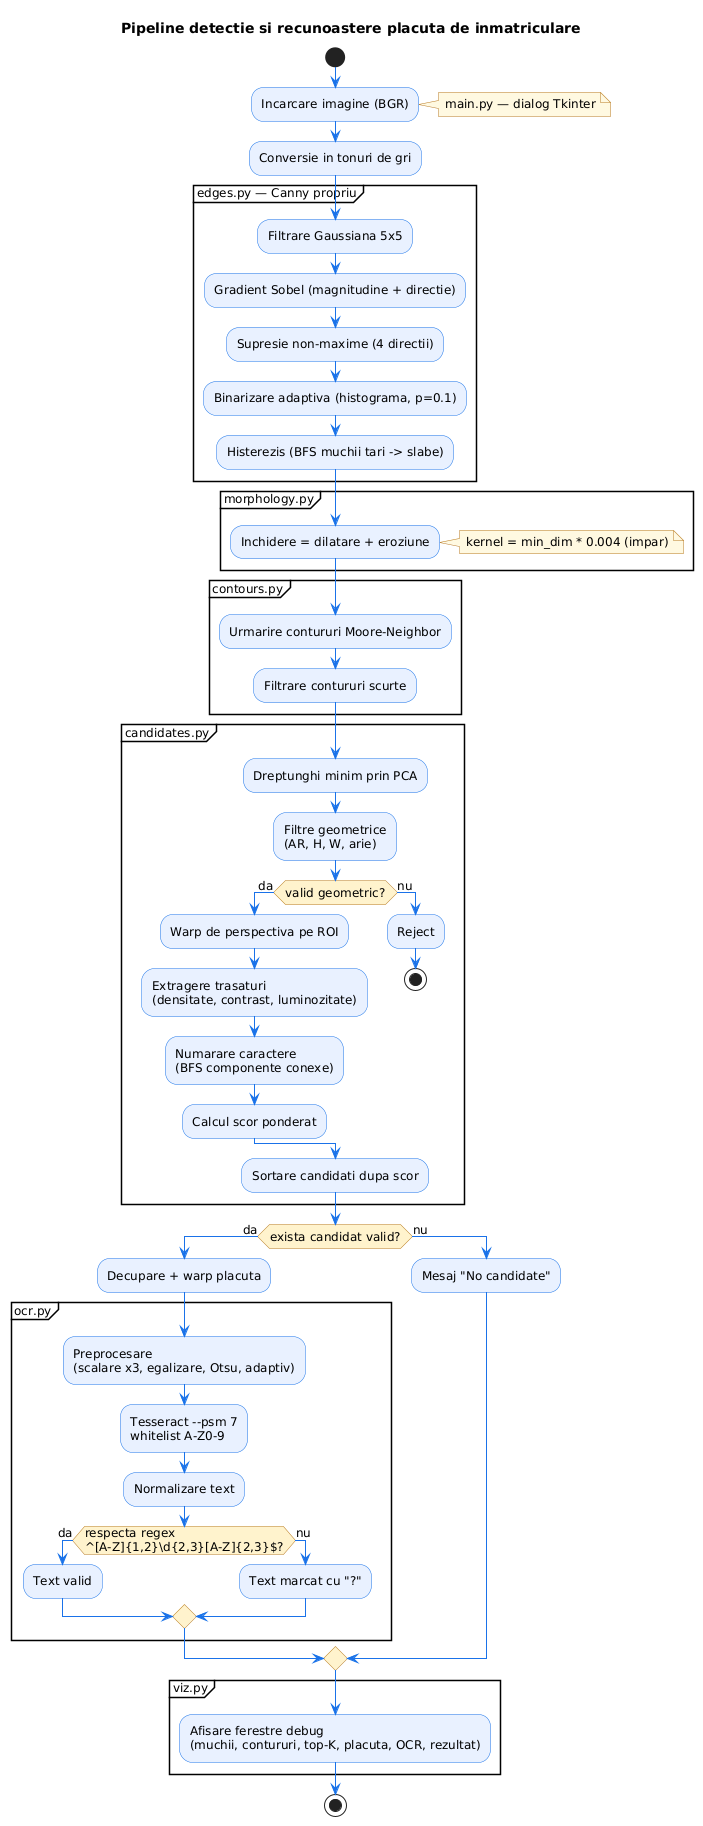 Pipeline detectie si recunoastere placuta de inmatriculare
Incarcare imagine (BGR)
main.py — dialog Tkinter
Conversie in tonuri de gri
edges.py — Canny propriu
Filtrare Gaussiana 5x5
Gradient Sobel (magnitudine + directie)
Supresie non-maxime (4 directii)
Binarizare adaptiva (histograma, p=0.1)
Histerezis (BFS muchii tari -> slabe)
morphology.py
Inchidere = dilatare + eroziune
kernel = min_dim * 0.004 (impar)
contours.py
Urmarire contururi Moore-Neighbor
Filtrare contururi scurte
candidates.py
Dreptunghi minim prin PCA
Filtre geometrice
(AR, H, W, arie)
da
valid geometric?
nu
Warp de perspectiva pe ROI
Reject
Extragere trasaturi
(densitate, contrast, luminozitate)
Numarare caractere
(BFS componente conexe)
Calcul scor ponderat
Sortare candidati dupa scor
da
exista candidat valid?
nu
Decupare + warp placuta
Mesaj "No candidate"
ocr.py
Preprocesare
(scalare x3, egalizare, Otsu, adaptiv)
Tesseract --psm 7
whitelist A-Z0-9
Normalizare text
da
respecta regex
^[A-Z]{1,2}\d{2,3}[A-Z]{2,3}$?
nu
Text valid
Text marcat cu "?"
viz.py
Afisare ferestre debug
(muchii, contururi, top-K, placuta, OCR, rezultat)